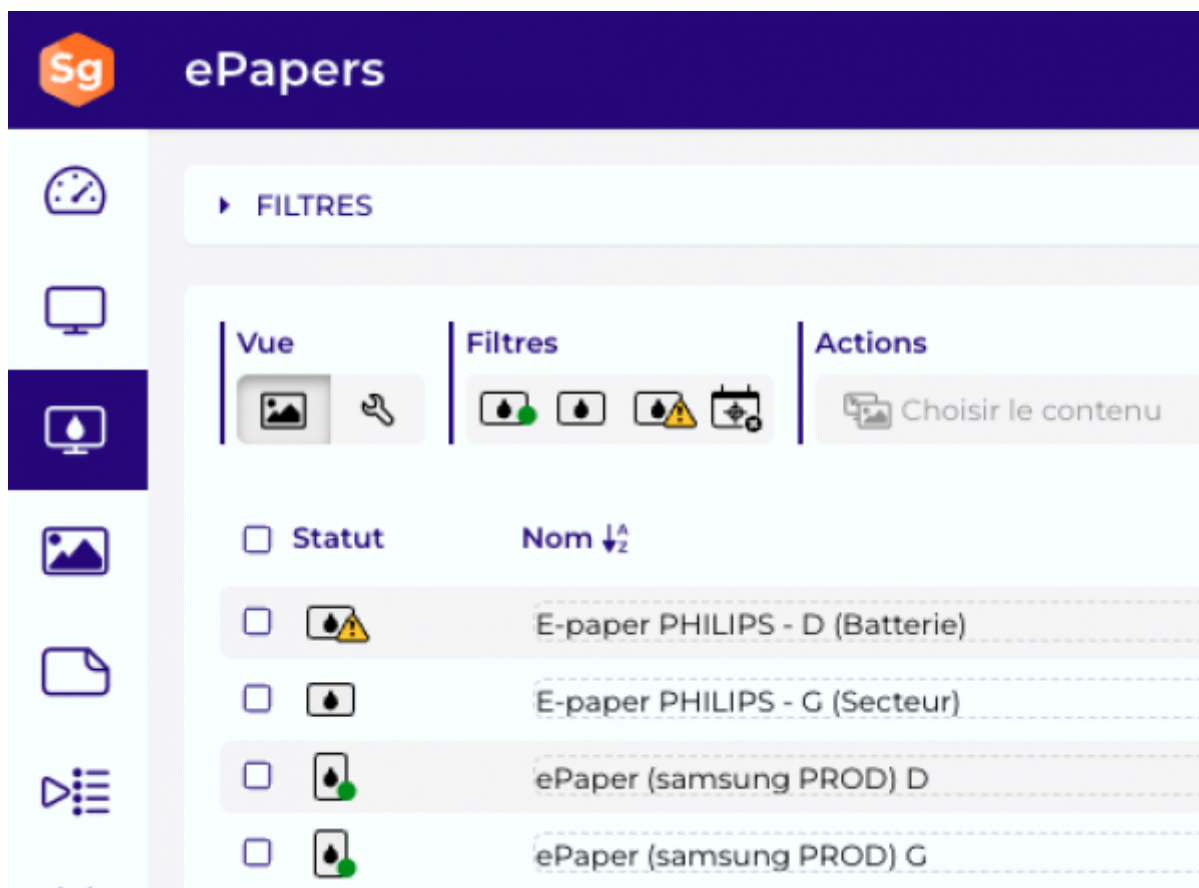 Sg ePapers
FILTRES
Vue Filtres Actions
Choisir le contenu
Statut Nom
E-paper PHILIPS - D (Batterie)
E-paper PHILIPS - G (Secteur)
ePaper (samsung PROD) D
ePaper (samsung PROD) G